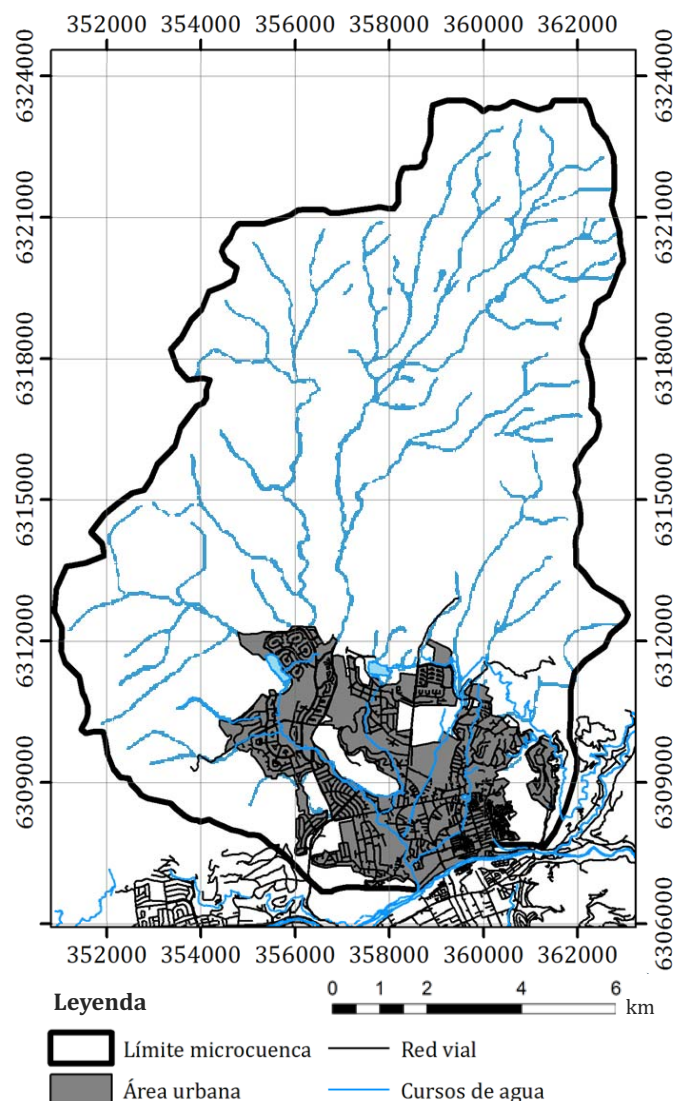 352000 354000 356000 358000 360000 362000
6324000 6324000
6321000 6321000
6318000 6318000
6315000 6315000
6312000 6312000
6309000 6309000
6306000 6306000
352000 354000 356000 358000 360000 362000
Leyenda
0 1 2 4 6
km
Límite microcuenca Red vial
Área urbana Cursos de agua